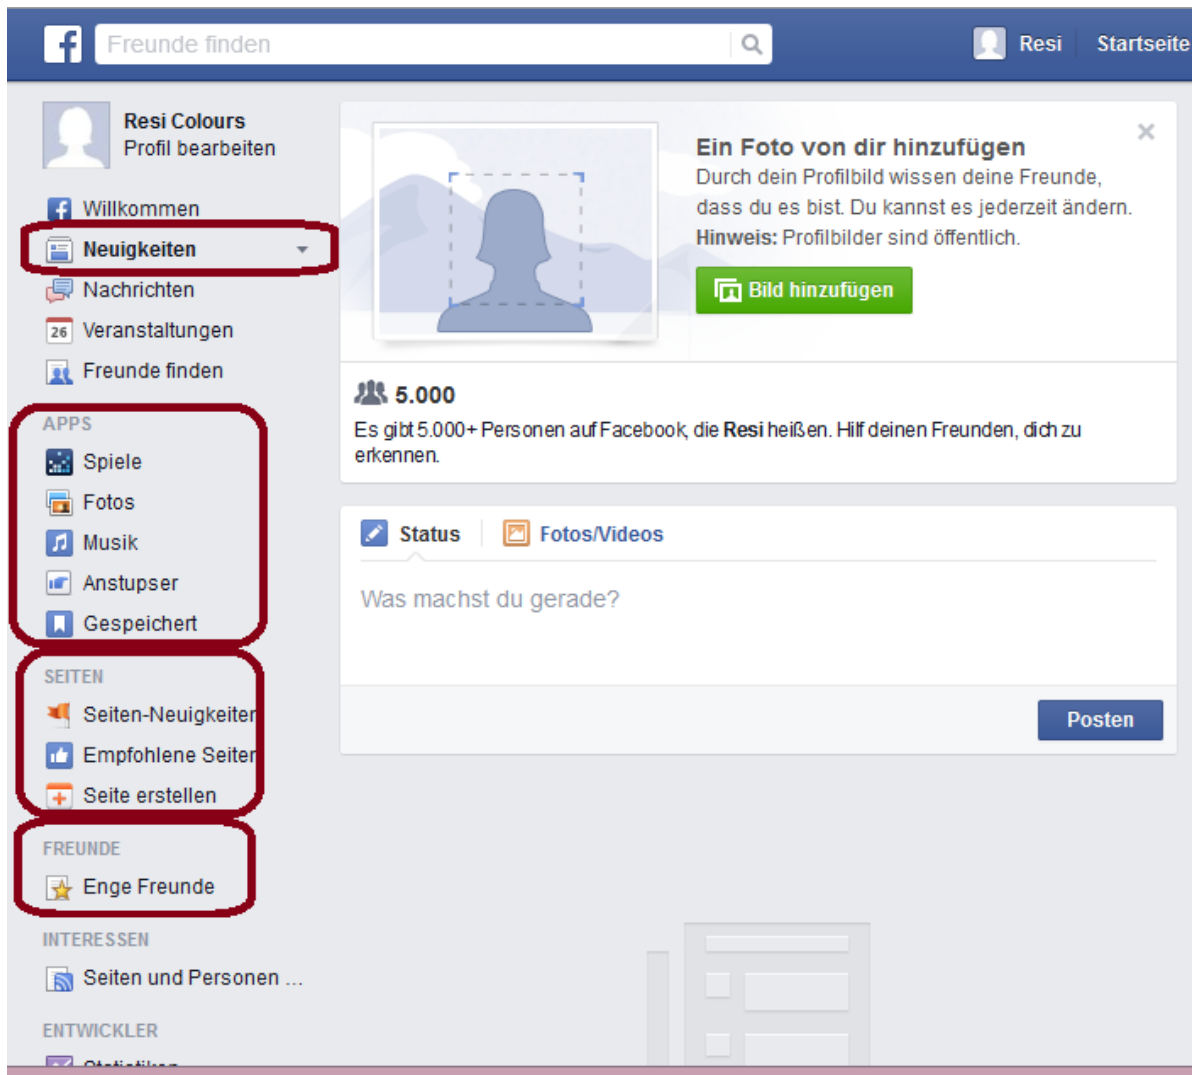 Freunde finden
Resi
Startseite
Resi Colours
Profil bearbeiten
Willkommen
Neuigkeiten
Nachrichten
26
Veranstaltungen
Freunde finden
APPS
Spiele
Fotos
Musik
Anstupser
Gespeichert
SEITEN
Seiten-Neuigkeiten
Empfohlene Seiten
Seite erstellen
FREUNDE
Enge Freunde
INTERESSEN
Seiten und Personen ...
ENTWICKLER
Statistiken
Ein Foto von dir hinzufügen
Durch dein Profilbild wissen deine Freunde,
dass du es bist. Du kannst es jederzeit ändern.
Hinweis: Profilbilder sind öffentlich.
Bild hinzufügen
5.000
Es gibt 5.000+ Personen auf Facebook, die Resi heißen. Hilf deinen Freunden, dich zu
erkennen.
Status
Fotos/Videos
Was machst du gerade?
Posten